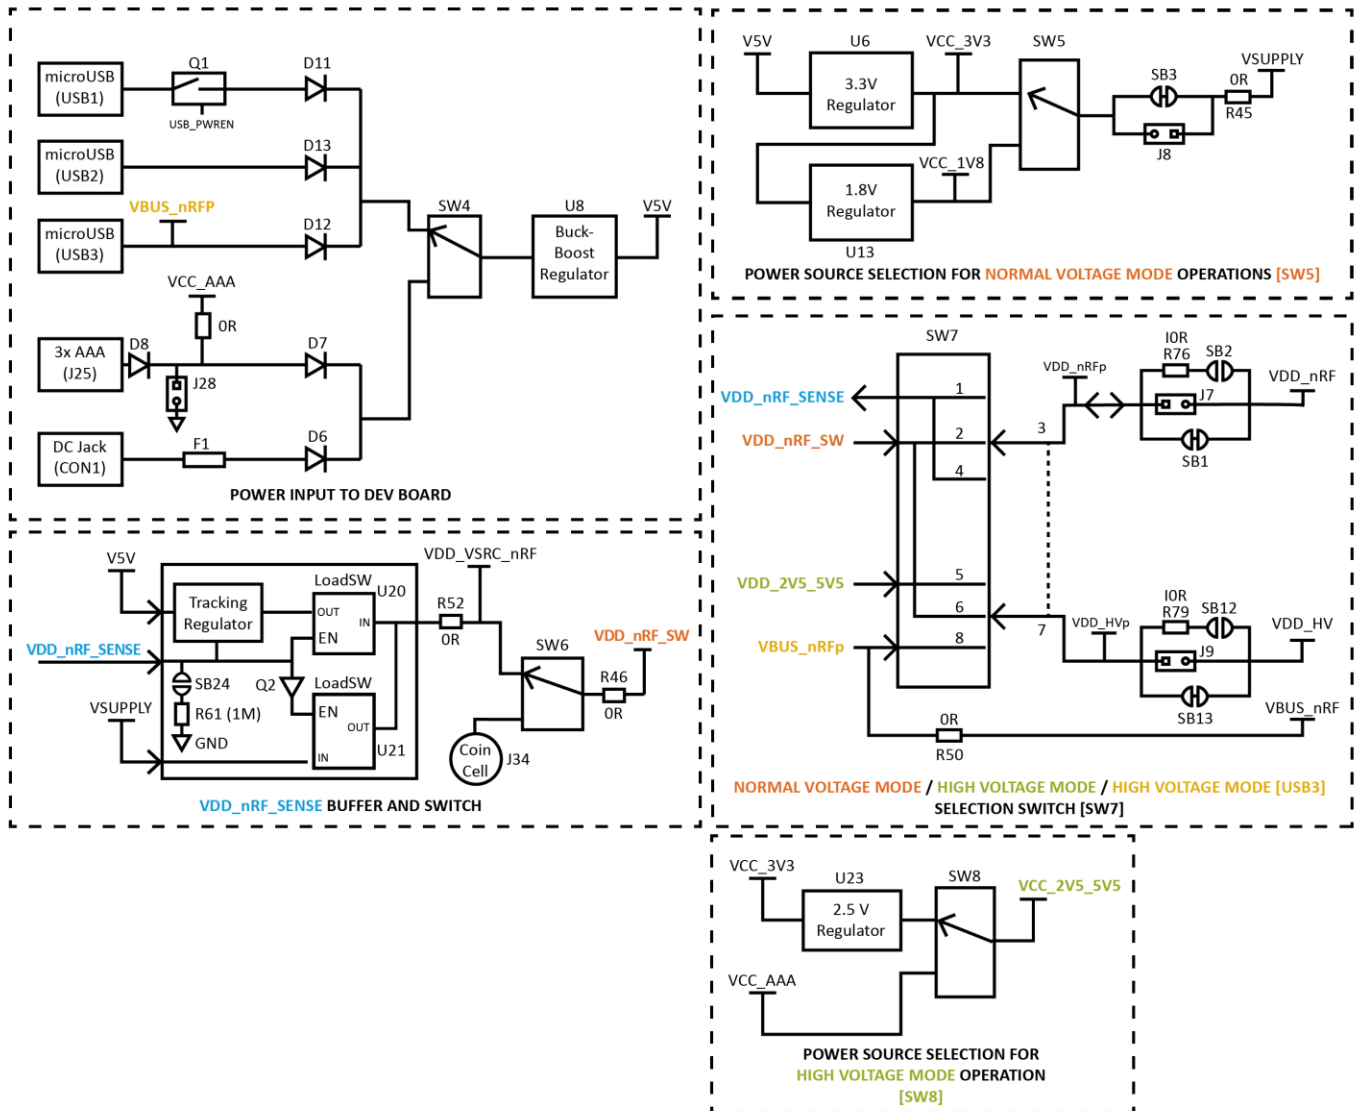 microUSB
(USB1)
Q1
USB_PWREN
D11
microUSB
(USB2)
D13
VBUS_nRFP
microUSB
(USB3)
D12
SW4
U8
Buck-
Boost
Regulator
V5V
VCC_AAA
0R
3x AAA
(J25)
D8
J28
D7
DC Jack
(CON1)
F1
D6
POWER INPUT TO DEV BOARD
V5V
U6
3.3V
Regulator
VCC_3V3
SW5
SB3
0R
R45
VSUPPLY
J8
1.8V
Regulator
U13
VCC_1V8
POWER SOURCE SELECTION FOR NORMAL VOLTAGE MODE OPERATIONS [SW5]
V5V
Tracking
Regulator
LoadSW
U20
OUT
IN
EN
VDD_nRF_SENSE
SB24
R61 (1M)
GND
Q2
LoadSW
EN
OUT
IN
U21
VSUPPLY
R52
0R
VDD_VSRC_nRF
SW6
Coin
Cell
J34
R46
0R
VDD_nRF_SW
VDD_nRF_SENSE BUFFER AND SWITCH
SW7
VDD_nRF_SENSE
1
VDD_nRF_SW
2
3
4
VDD_nRFp
I0R
R76
SB2
J7
SB1
VDD_nRF
VDD_2V5_5V5
5
6
7
VBUS_nRFp
8
VDD_HVp
I0R
R79
SB12
J9
SB13
VDD_HV
0R
R50
VBUS_nRF
NORMAL VOLTAGE MODE / HIGH VOLTAGE MODE / HIGH VOLTAGE MODE [USB3]
SELECTION SWITCH [SW7]
VCC_3V3
U23
2.5 V
Regulator
SW8
VCC_2V5_5V5
VCC_AAA
POWER SOURCE SELECTION FOR
HIGH VOLTAGE MODE OPERATION
[SW8]